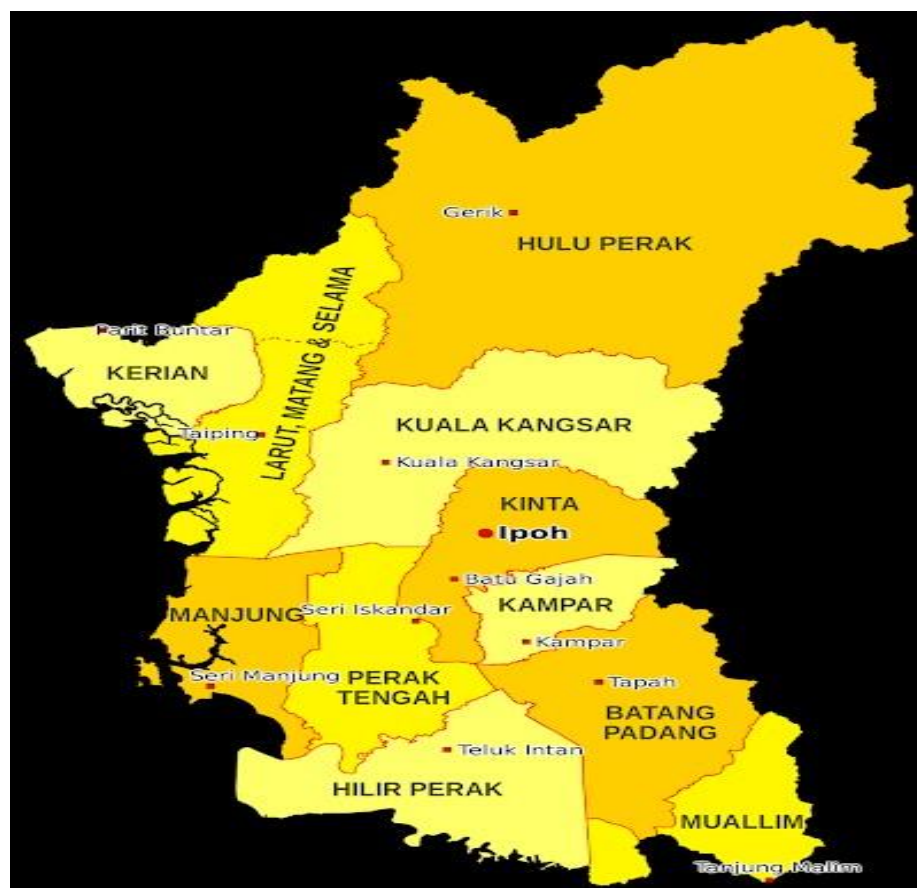 Gerik
HULU PERAK
LARUT, MATANG & SELAMA
Parit Buntar
KERIAN
KUALA KANGSAR
Taiping
Kuala Kangsar
KINTA
Ipoh
Batu Gajah
KAMPAR
Seri Iskandar
MANJUNG
Kampar
Seri Manjung
PERAK
TENGAH
Tapah
BATANG
PADANG
Teluk Intan
HILIR PERAK
MUALLIM
Tanjung Malim